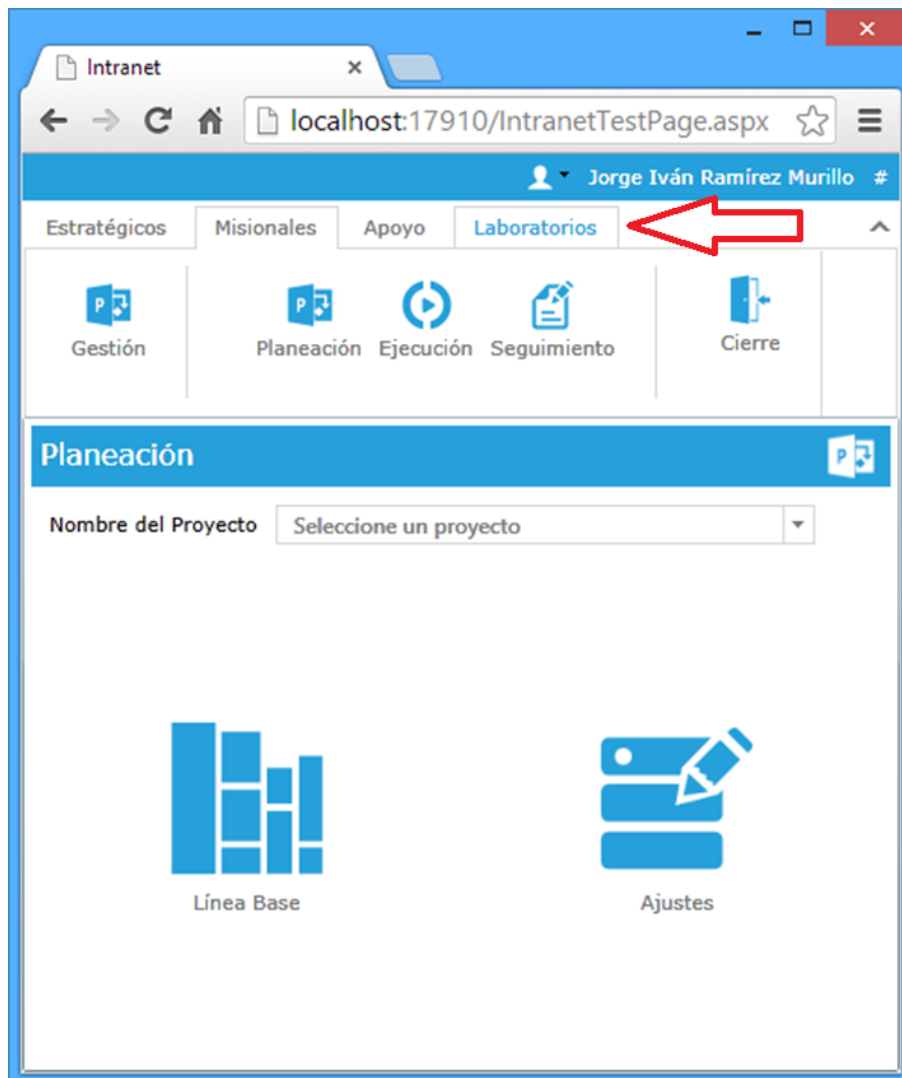 Intranet
localhost:17910/IntranetTestPage.aspx
Jorge Iván Ramírez Murillo #
Estratégicos Misionales Apoyo Laboratorios
Gestión Planeación Ejecución Seguimiento Cierre
Planeación
Nombre del Proyecto Seleccione un proyecto
Línea Base Ajustes